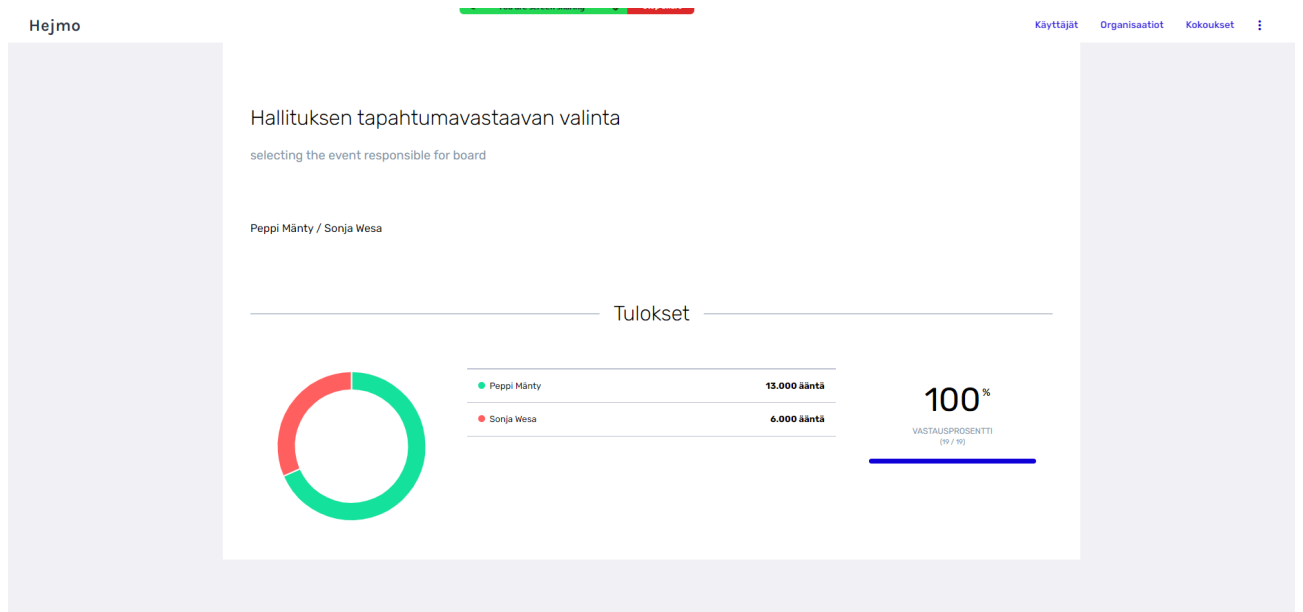 Hejmo
Käyttäjät Organisaatiot Kokoukset
Hallituksen tapahtumavastaavan valinta
selecting the event responsible for board
Peppi Mänty / Sonja Wesa
Tulokset
Peppi Mänty 13.000 ääntä
Sonja Wesa 6.000 ääntä
100%
VASTAUSPROSENTTI
(19 / 19)